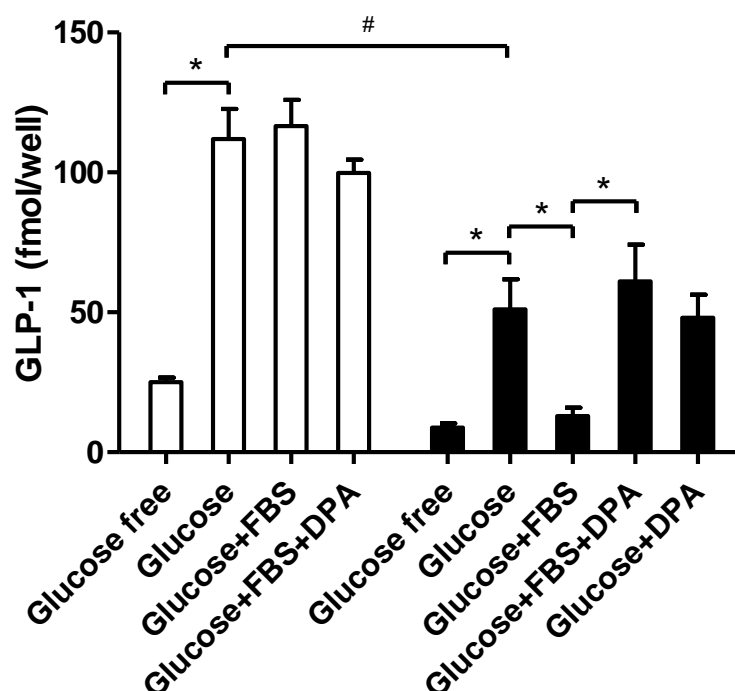 150
100
50
0
GLP-1 (fmol/well)
*
#
*
*
*
Glucose free
Glucose
Glucose+FBS
Glucose+FBS+DPA
Glucose free
Glucose
Glucose+FBS
Glucose+FBS+DPA
Glucose+DPA